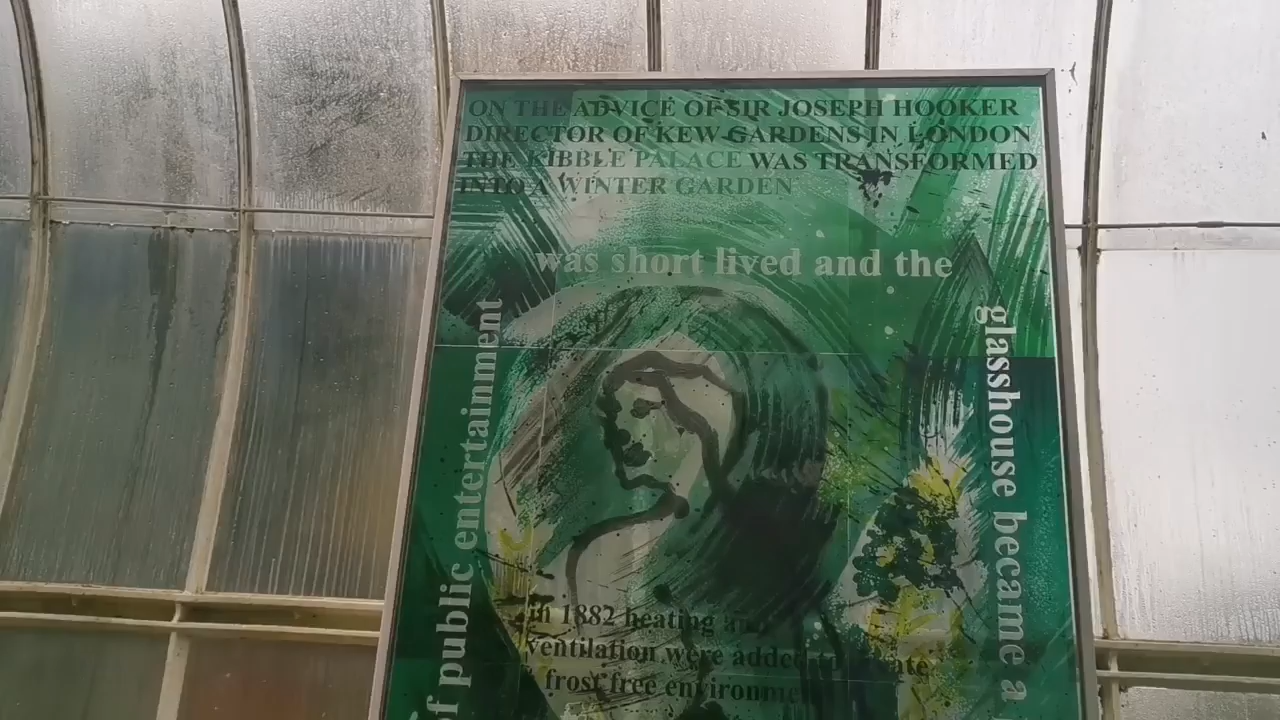 ON THE ADVICE OF SIR JOSEPH HOOKER
DIRECTOR OF KEW GARDENS IN LONDON
THE KIBBLE PALACE WAS TRANSFORMED
INTO A WINTER GARDEN
of public entertainment
was short lived and the
glasshouse became a
in 1882 heating
ventilation were added
frost free